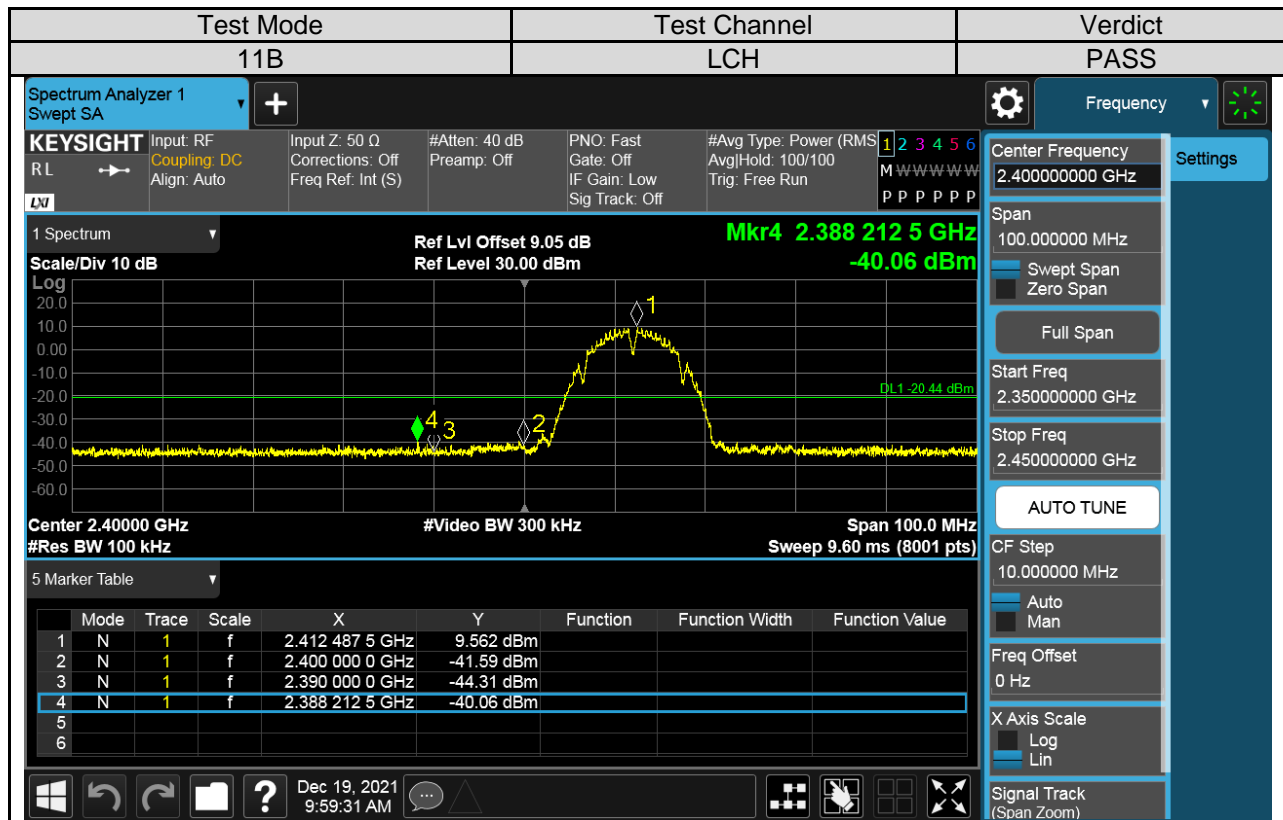 Test Mode Test Channel Verdict
11B LCH PASS
Spectrum Analyzer 1
Swept SA
+
Frequency
KEYSIGHT
RL
LXI
Input: RF
Coupling: DC
Align: Auto
Input Z: 50 Ω
Corrections: Off
Freq Ref: Int (S)
#Atten: 40 dB
Preamp: Off
PNO: Fast
Gate: Off
IF Gain: Low
Sig Track: Off
#Avg Type: Power (RMS
Avg|Hold: 100/100
Trig: Free Run
1 2 3 4 5 6
M W W W W W
P P P P P P
1 Spectrum
Scale/Div 10 dB
Ref Lvl Offset 9.05 dB
Ref Level 30.00 dBm
Mkr4 2.388 212 5 GHz
-40.06 dBm
Log
20.0
10.0
0.00
-10.0
-20.0
-30.0
-40.0
-50.0
-60.0
1
DL1 -20.44 dBm
4
3
2
Center 2.40000 GHz #Video BW 300 kHz Span 100.0 MHz
#Res BW 100 kHz Sweep 9.60 ms (8001 pts)
5 Marker Table
Mode Trace Scale X Y Function Function Width Function Value
1 N 1 f 2.412 487 5 GHz 9.562 dBm
2 N 1 f 2.400 000 0 GHz -41.59 dBm
3 N 1 f 2.390 000 0 GHz -44.31 dBm
4 N 1 f 2.388 212 5 GHz -40.06 dBm
5
6
?
Dec 19, 2021
9:59:31 AM
Center Frequency
2.400000000 GHz
Settings
Span
100.000000 MHz
Swept Span
Zero Span
Full Span
Start Freq
2.350000000 GHz
Stop Freq
2.450000000 GHz
AUTO TUNE
CF Step
10.000000 MHz
Auto
Man
Freq Offset
0 Hz
X Axis Scale
Log
Lin
Signal Track
(Span Zoom)